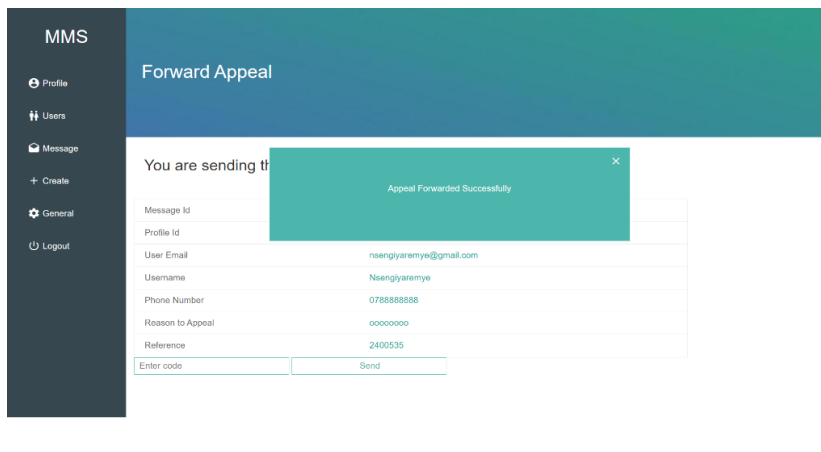 MMS
Profile
Users
Message
+ Create
General
Logout
Forward Appeal
You are sending th
×
Appeal Forwarded Successfully
Message Id
Profile Id
User Email nsengiyaremye@gmail.com
Username Nsengiyaremye
Phone Number 0788888888
Reason to Appeal oooooooo
Reference 2400535
Enter code Send